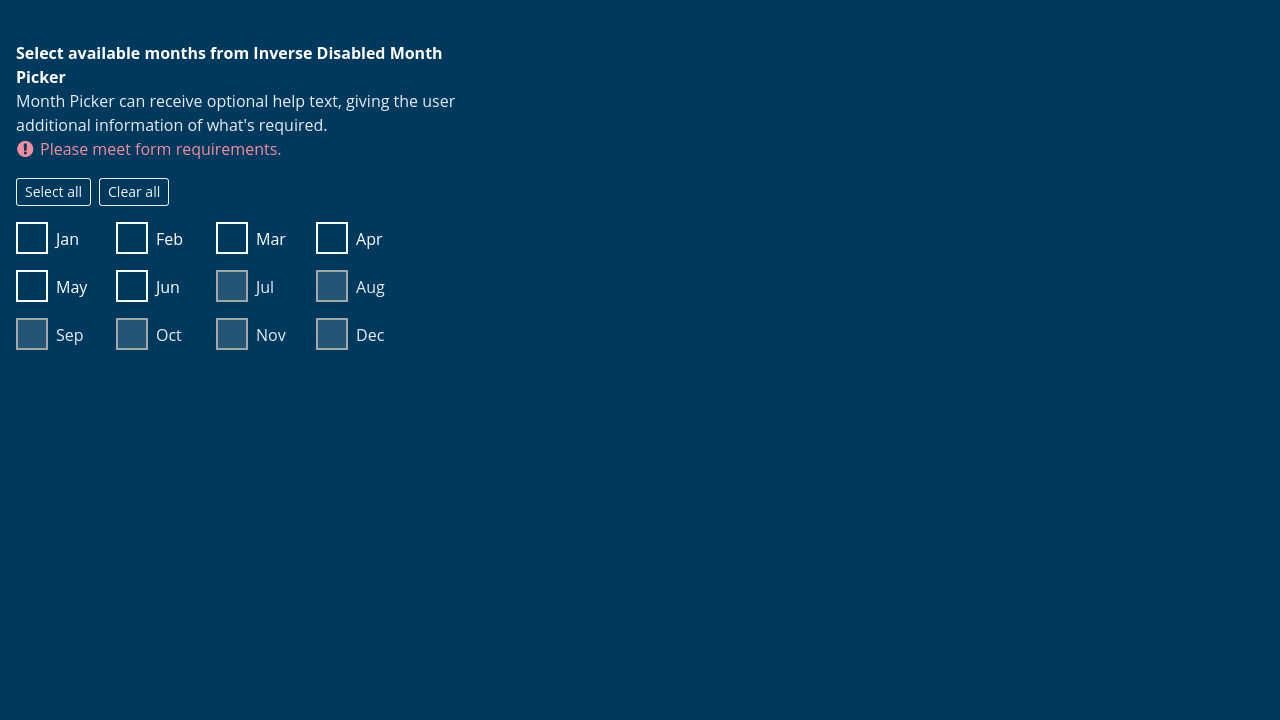 Select available months from Inverse Disabled Month
Picker
Month Picker can receive optional help text, giving the user
additional information of what's required.
Please meet form requirements.
Select all Clear all
Jan Feb Mar Apr
May Jun Jul Aug
Sep Oct Nov Dec